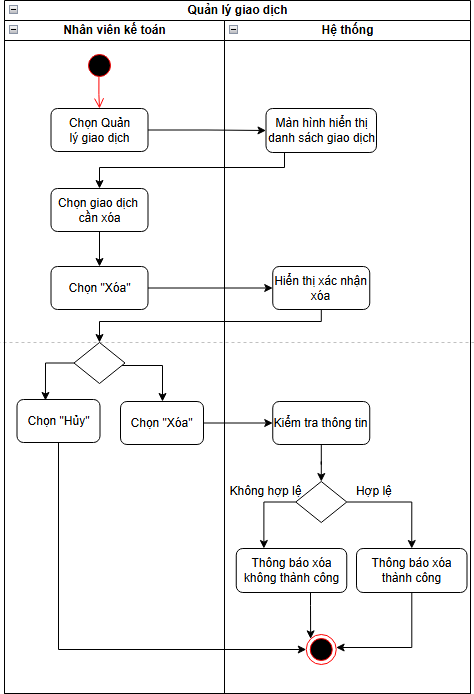 Quản lý giao dịch
Nhân viên kế toán
Hệ thống
Chọn Quản
lý giao dịch
Màn hình hiển thị
danh sách giao dịch
Chọn giao dịch
cần xóa
Chọn "Xóa"
Hiển thị xác nhận
xóa
Chọn "Hủy"
Chọn "Xóa"
Kiểm tra thông tin
Không hợp lệ
Hợp lệ
Thông báo xóa
không thành công
Thông báo xóa
thành công